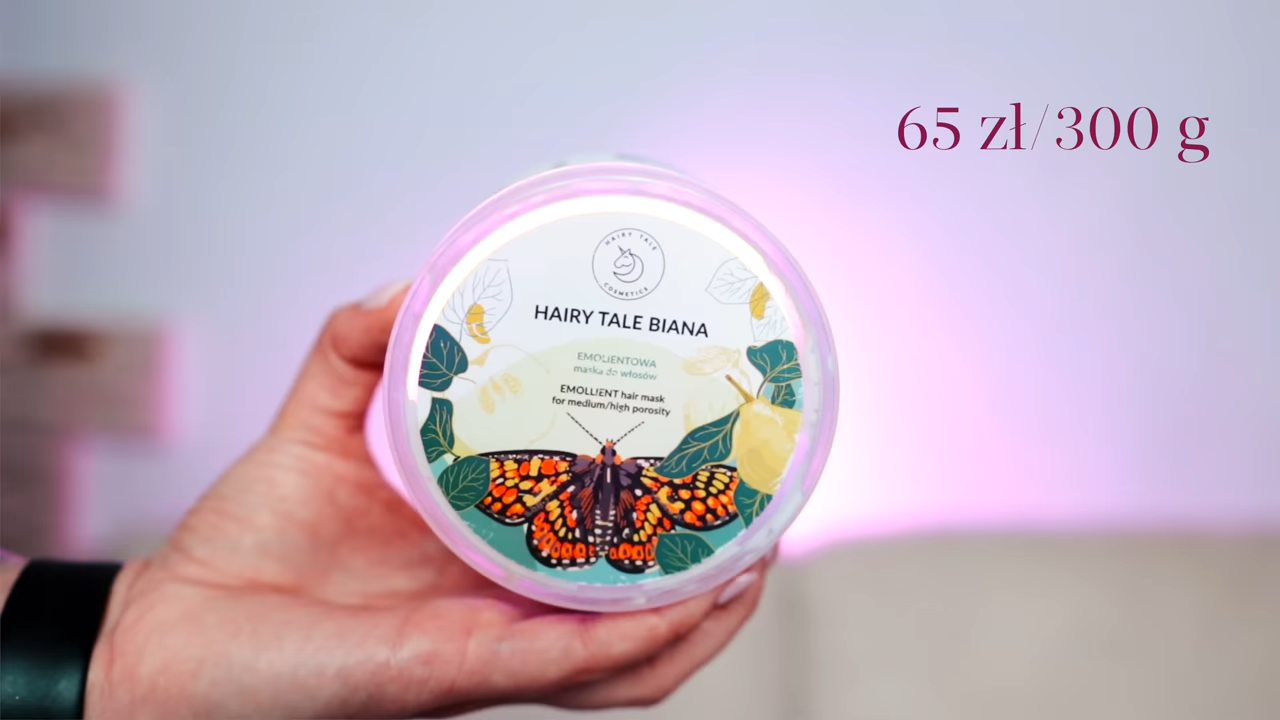 65 zł/300 g
HAIRY TALE
COSMETICS
HAIRY TALE BIANA
EMOLIENTOWA
maska do włosów
EMOLLIENT hair mask
for medium/high porosity